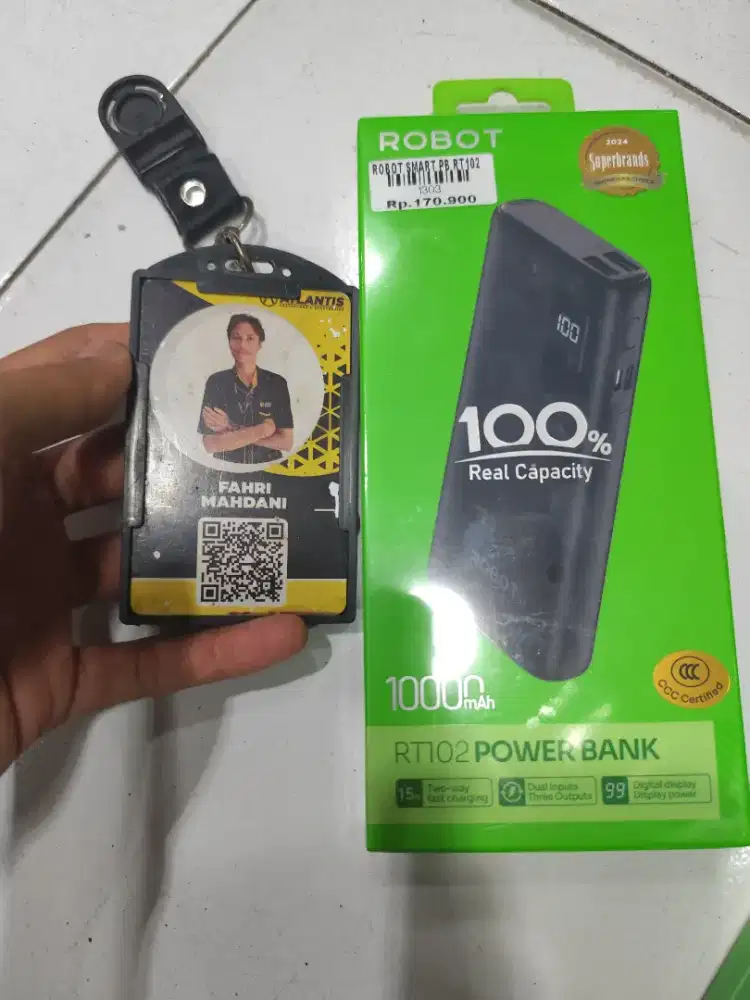 ATLANTIS
FAHRI
MAHDANI
ROBOT
2024
Superbrands
ROBOT SMART PB RT102
1303
Rp.170.900
100
100%
Real Capacity
10000mAh
CCC
CCC Certified
RT102 POWER BANK
15W Two-way
fast charging
Dual Inputs
Three Outputs
99 Digital display
Display power